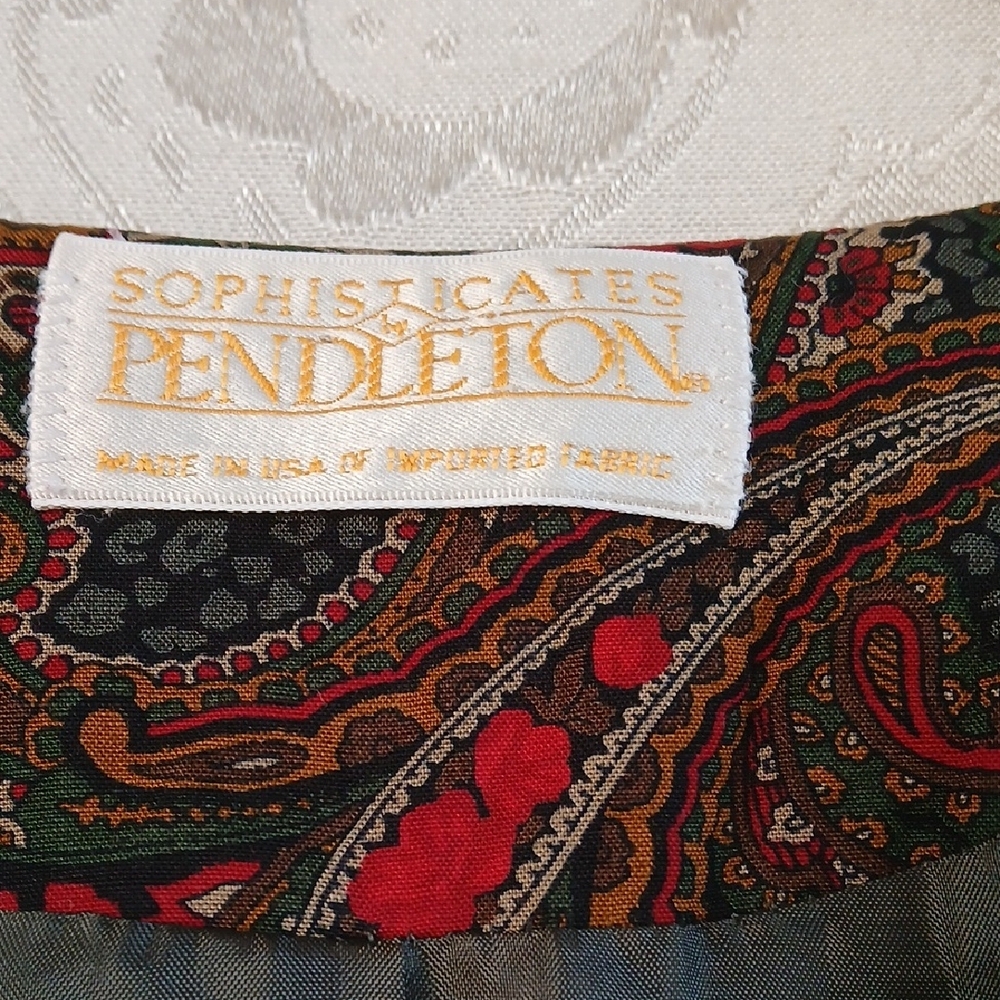 SOPHISTICATES
by
PENDLETON®
MADE IN USA OF IMPORTED FABRIC